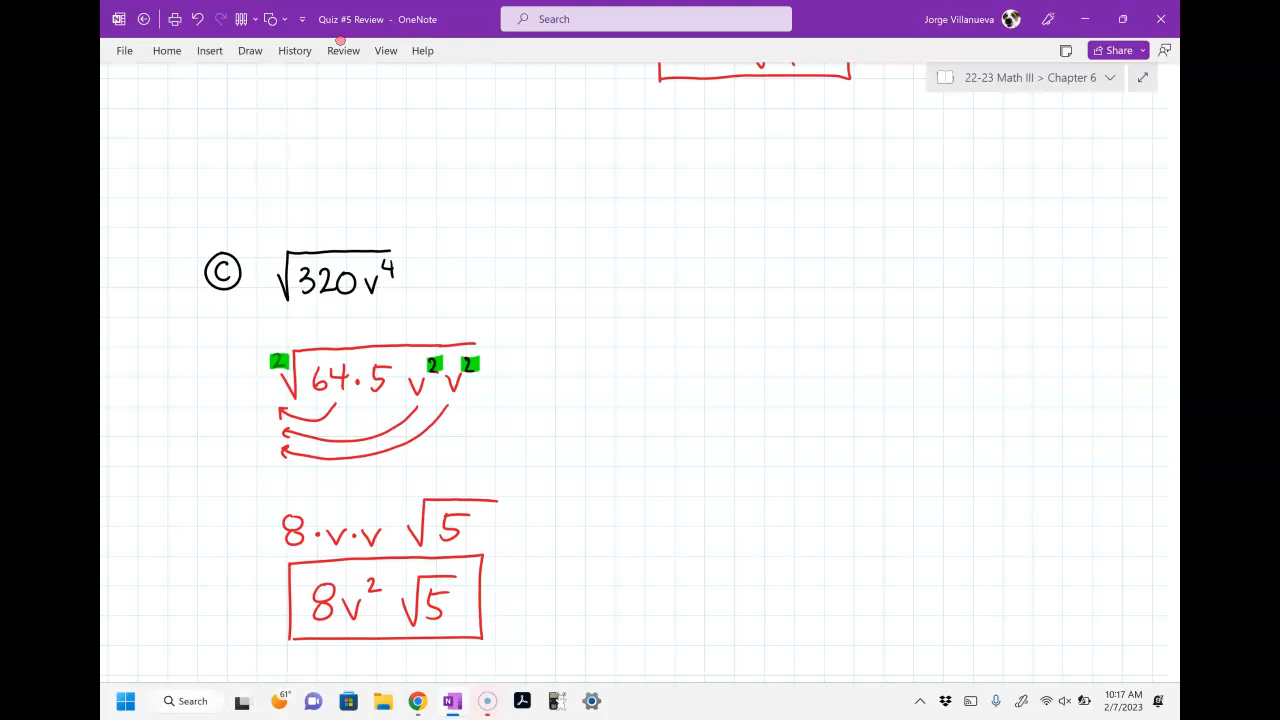 Quiz #5 Review - OneNote
Search
Jorge Villanueva
File Home Insert Draw History Review View Help
Share
22-23 Math III > Chapter 6
C √320v⁴
²√64·5 v²v²
8·v·v √5
8v² √5
61°
Search
10:17 AM
2/7/2023